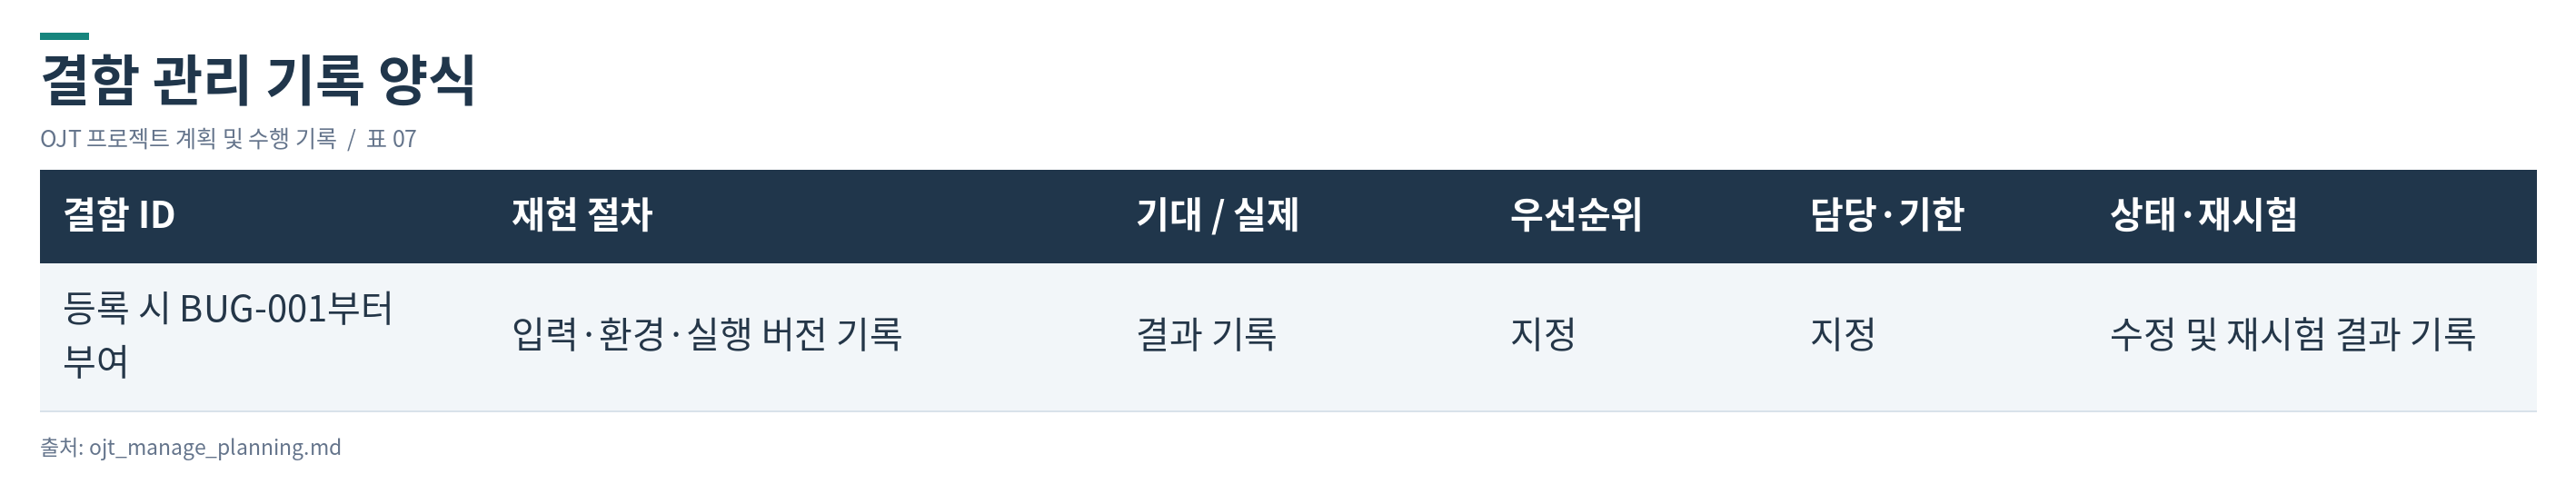 결함 관리 기록 양식
OJT 프로젝트 계획 및 수행 기록 / 표 07
결함 ID 재현 절차 기대 / 실제 우선순위 담당·기한 상태·재시험
등록 시 BUG-001부터
부여
입력·환경·실행 버전 기록 결과 기록 지정 지정 수정 및 재시험 결과 기록
출처: ojt_manage_planning.md